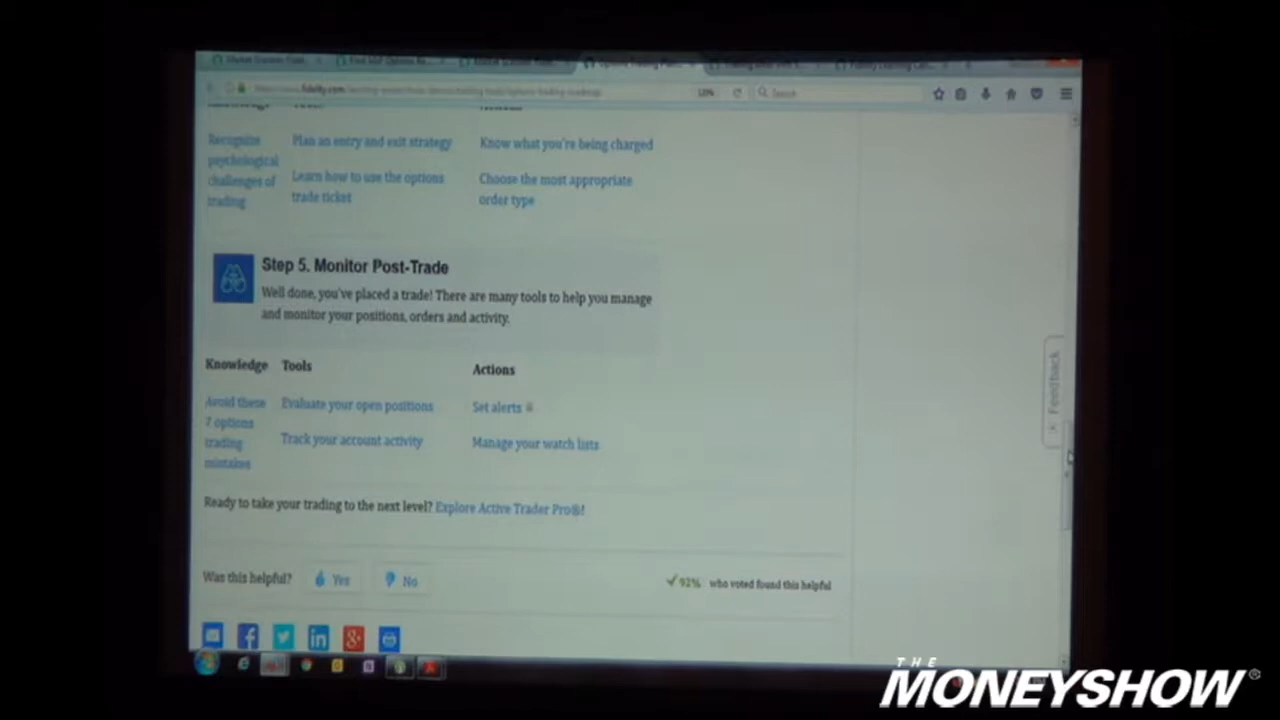 Recognize
psychological
challenges of
trading
Plan an entry and exit strategy
Learn how to use the options
trade ticket
Know what you're being charged
Choose the most appropriate
order type
Step 5. Monitor Post-Trade
Well done, you've placed a trade! There are many tools to help you manage
and monitor your positions, orders and activity.
Knowledge
Avoid these
7 options
trading
mistakes
Tools
Evaluate your open positions
Track your account activity
Actions
Set alerts
Manage your watch lists
Ready to take your trading to the next level? Explore Active Trader Pro®!
Was this helpful? Yes No
92% who voted found this helpful
Search
Feedback
THE
MONEYSHOW®